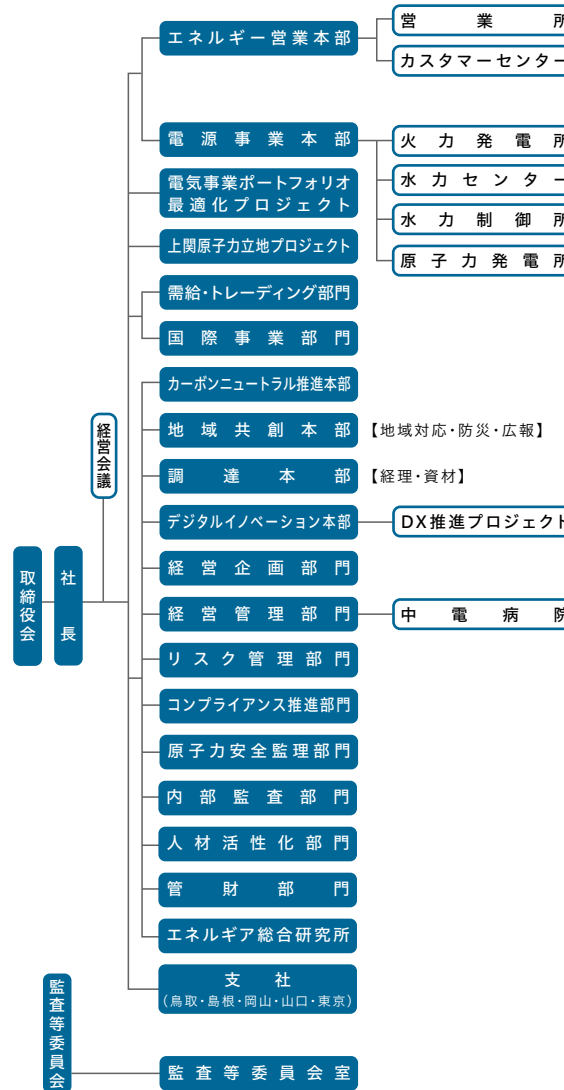 エネルギー営業本部
営業所
カスタマーセンター
電源事業本部
火力発電所
水力センター
水力制御所
原子力発電所
電気事業ポートフォリオ
最適化プロジェクト
上関原子力立地プロジェクト
需給・トレーディング部門
国際事業部門
カーボンニュートラル推進本部
地域共創本部
【地域対応・防災・広報】
調達本部
【経理・資材】
デジタルイノベーション本部
DX推進プロジェクト
経営企画部門
経営管理部門
中電病院
リスク管理部門
コンプライアンス推進部門
原子力安全監理部門
内部監査部門
人材活性化部門
管財部門
エネルギア総合研究所
支社
（鳥取・島根・岡山・山口・東京）
経営会議
取締役会
社長
監査等委員会
監査等委員会室